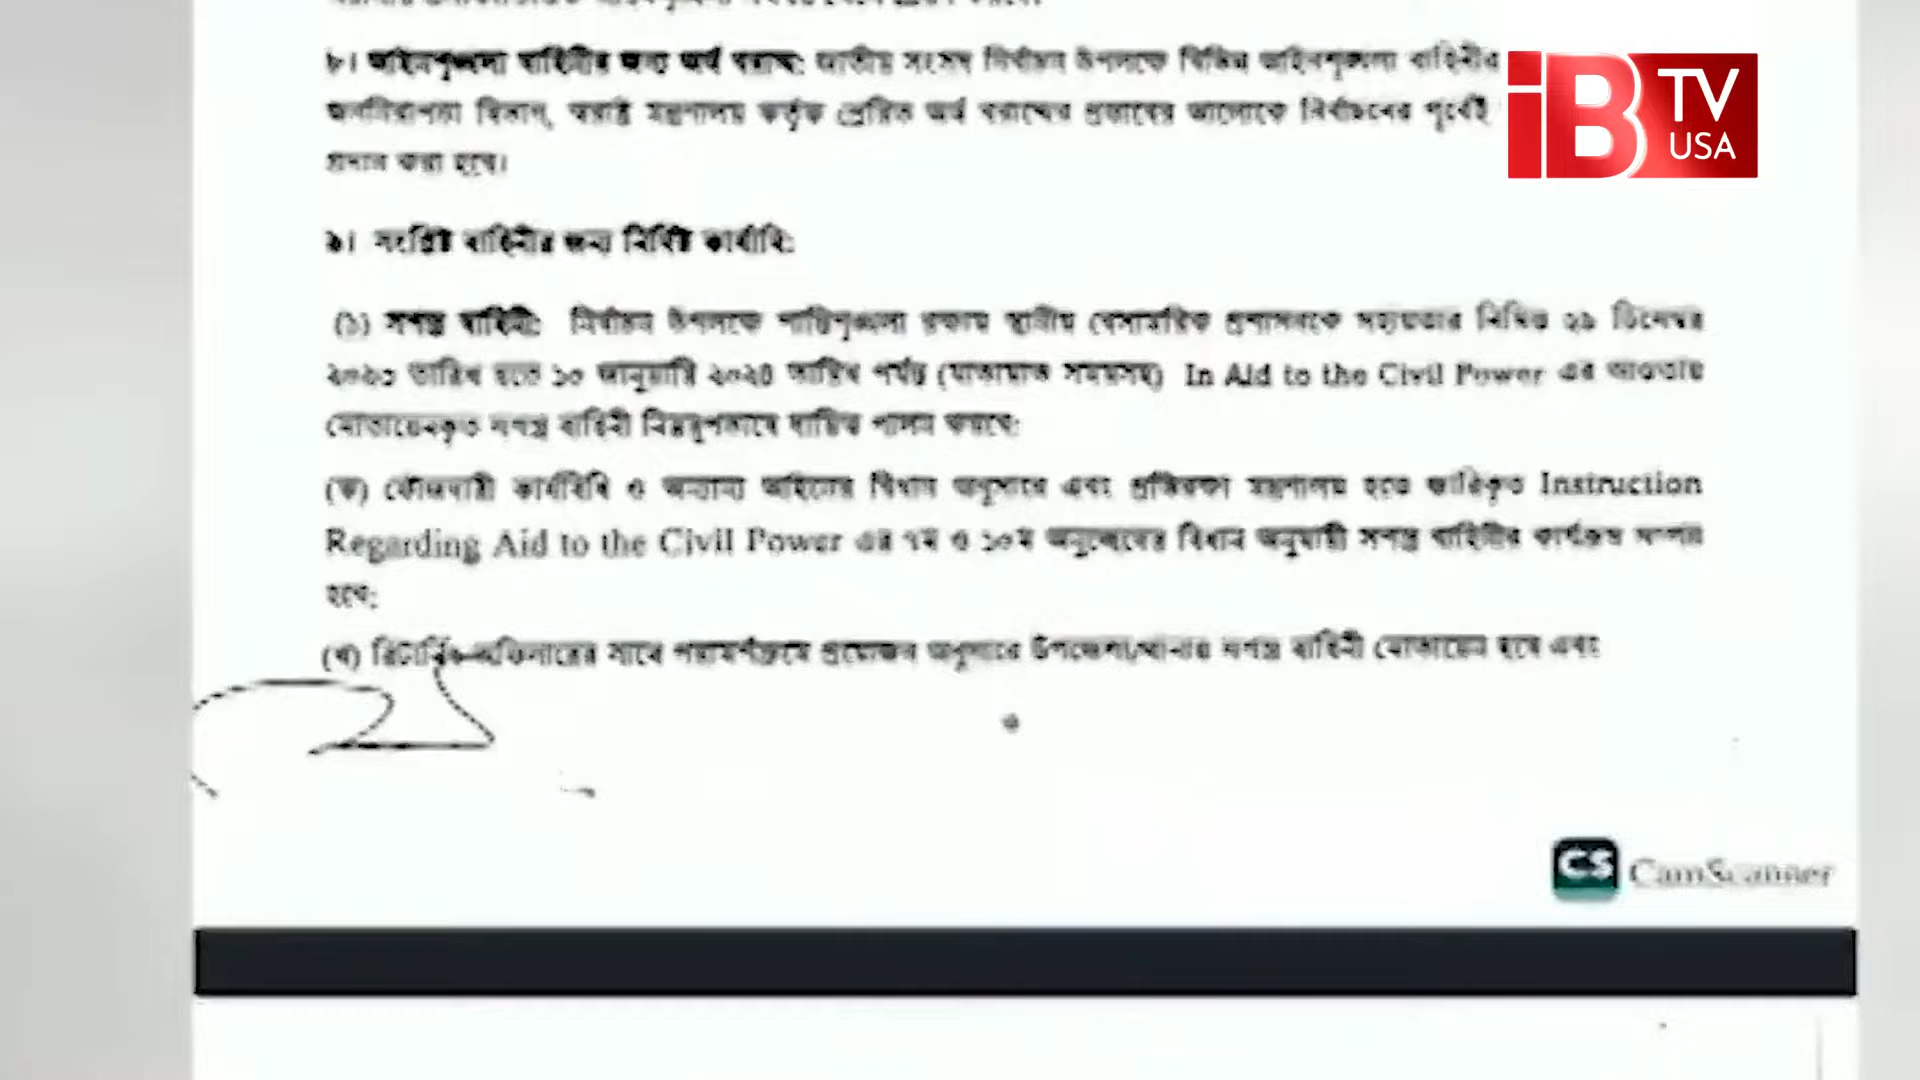 ৮। আইনশৃঙ্খলা বাহিনীর জন্য অর্থ বরাদ্দ: জাতীয় সংসদ নির্বাচন উপলক্ষে বিভিন্ন আইনশৃঙ্খলা বাহিনীর
জননিরাপত্তা বিভাগ, স্বরাষ্ট্র মন্ত্রণালয় কর্তৃক প্রেরিত অর্থ বরাদ্দের প্রস্তাবের আলোকে নির্বাচনের পূর্বেই
প্রদান করা হবে।
iB TV USA
৯। সংশ্লিষ্ট বাহিনীর জন্য নির্দিষ্ট কার্যাদি:
(১) সশস্ত্র বাহিনী: নির্বাচন উপলক্ষে শান্তিশৃঙ্খলা রক্ষায় স্থানীয় বেসামরিক প্রশাসনকে সহায়তার নিমিত্ত ২৯ ডিসেম্বর
২০২৩ তারিখ হতে ১০ জানুয়ারি ২০২৪ তারিখ পর্যন্ত (যাতায়াত সময়সহ) In Aid to the Civil Power এর আওতায়
মোতায়েনকৃত সশস্ত্র বাহিনী নিম্নরূপভাবে দায়িত্ব পালন করবে:
(ক) ফৌজদারী কার্যবিধি ও অন্যান্য আইনের বিধান অনুসারে এবং প্রতিরক্ষা মন্ত্রণালয় হতে জারিকৃত Instruction
Regarding Aid to the Civil Power এর ৭ম ও ১০ম অনুচ্ছেদের বিধান অনুযায়ী সশস্ত্র বাহিনীর কার্যক্রম সম্পন্ন
হবে;
(খ) রিটার্নিং অফিসারের সাথে পরামর্শক্রমে প্রয়োজন অনুসারে উপজেলা/থানায় সশস্ত্র বাহিনী মোতায়েন হবে এবং
CS CamScanner